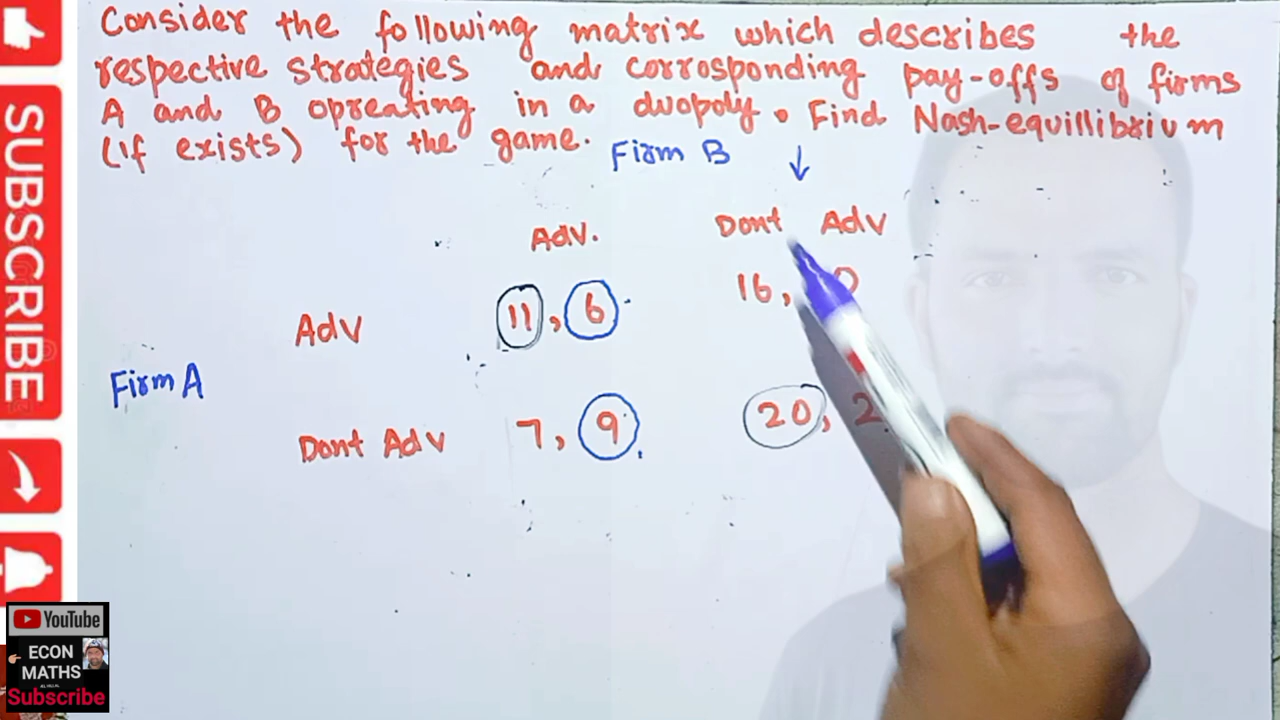 Consider the following matrix which describes the
respective strategies and corrosponding pay-offs of firms
A and B opreating in a duopoly. Find Nash-equillibrium
(if exists) for the game.
Firm B
Adv. Dont Adv
Adv 11, 6 16, 0
Firm A
Dont Adv 7, 9 20, 2
SUBSCRIBE
YouTube
ECON
MATHS
Subscribe